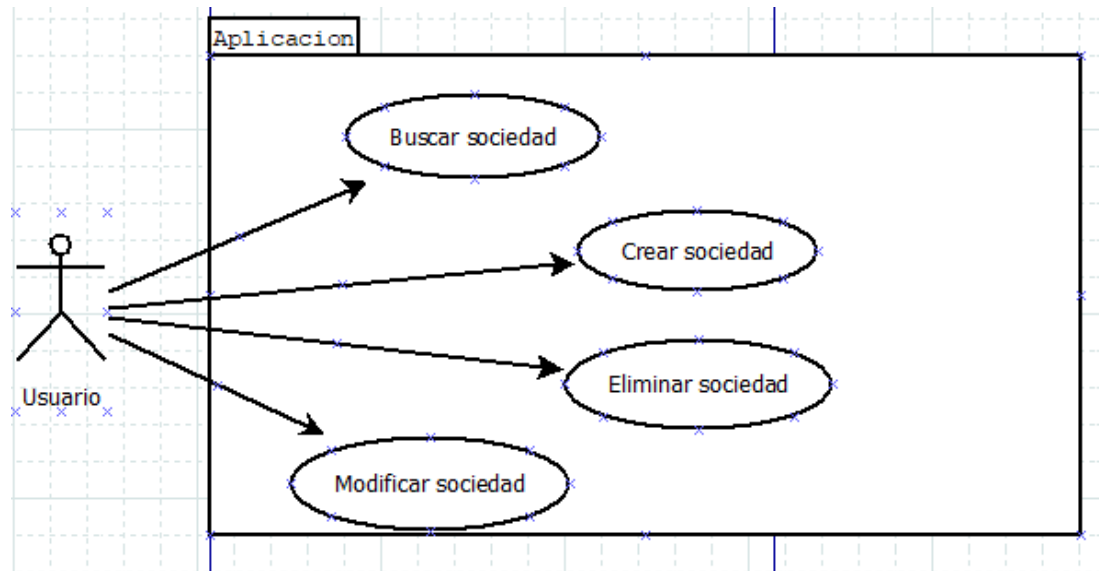 Aplicacion
Buscar sociedad
Crear sociedad
Eliminar sociedad
Usuario
Modificar sociedad